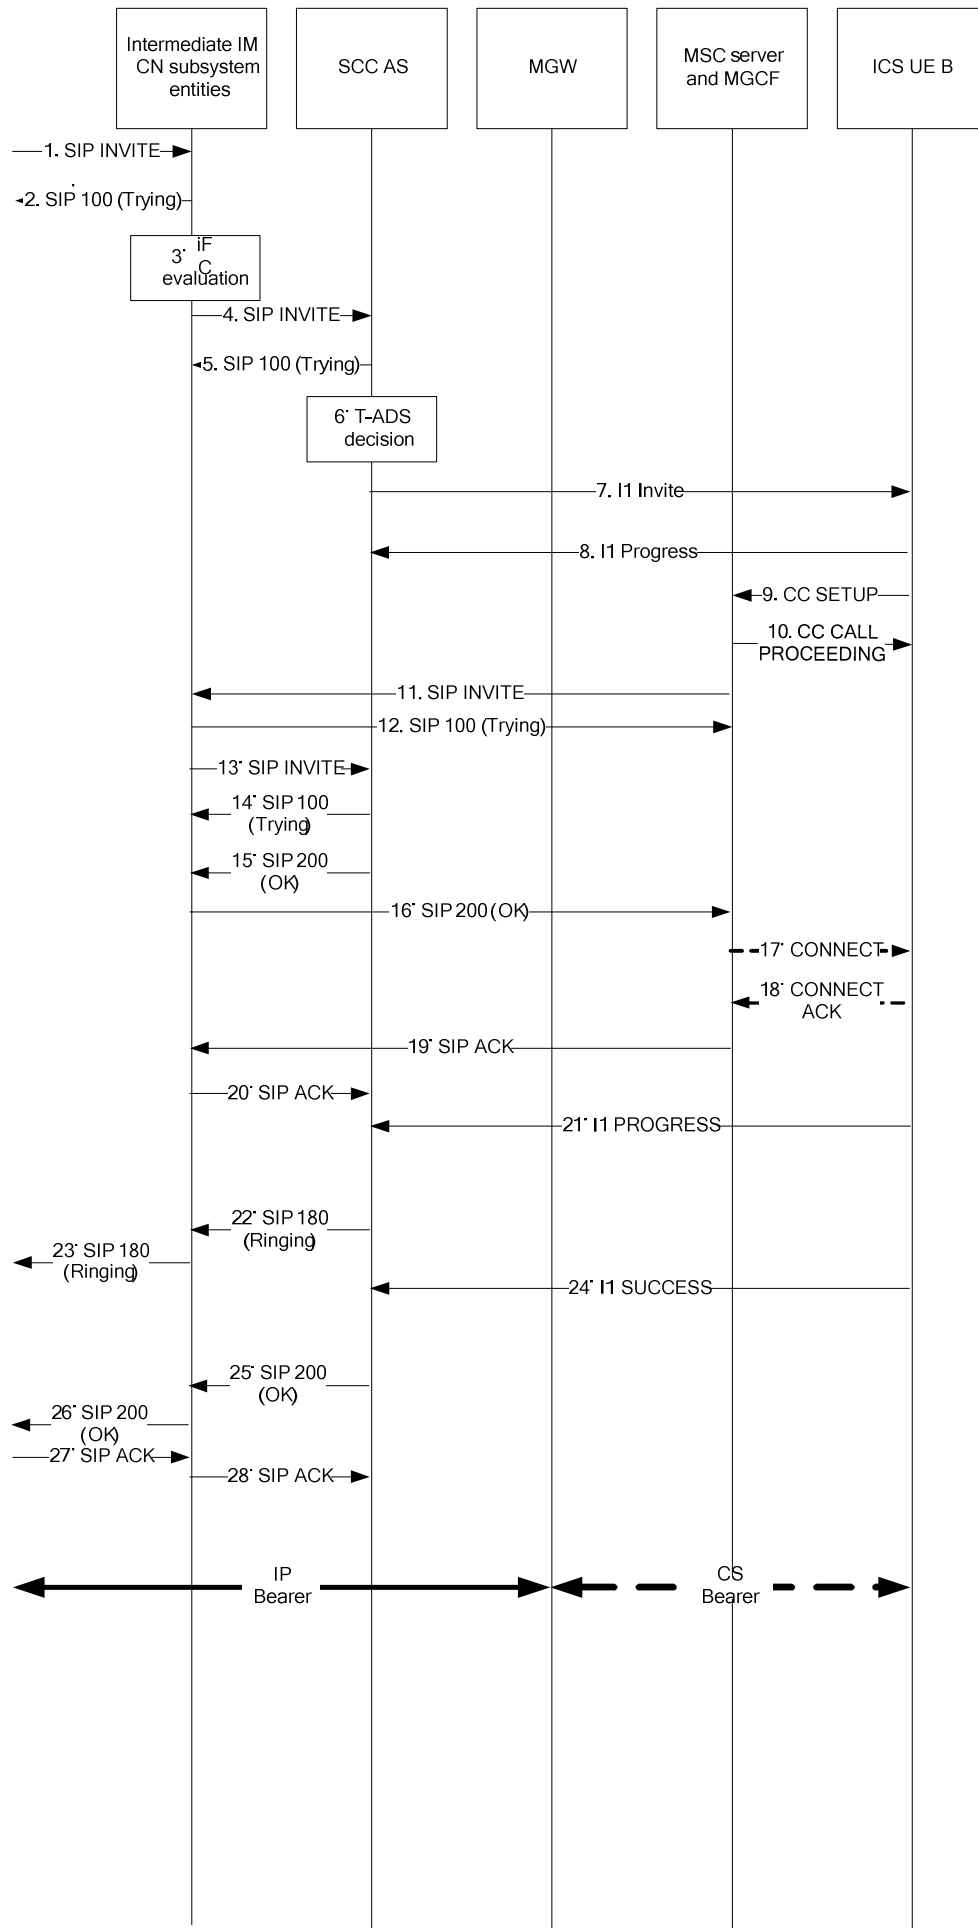 Intermediate IM
CN subsystem
entities
SCC AS
MGW
MSC server
and MGCF
ICS UE B
1. SIP INVITE
2. SIP 100 (Trying)
3. iF
C
evaluation
4. SIP INVITE
5. SIP 100 (Trying)
6. T-ADS
decision
7. I1 Invite
8. I1 Progress
9. CC SETUP
10. CC CALL
PROCEEDING
11. SIP INVITE
12. SIP 100 (Trying)
13. SIP INVITE
14. SIP 100
(Trying)
15. SIP 200
(OK)
16. SIP 200 (OK)
17. CONNECT
18. CONNECT
ACK
19. SIP ACK
20. SIP ACK
21. I1 PROGRESS
22. SIP 180
(Ringing)
23. SIP 180
(Ringing)
24. I1 SUCCESS
25. SIP 200
(OK)
26. SIP 200
(OK)
27. SIP ACK
28. SIP ACK
IP
Bearer
CS
Bearer